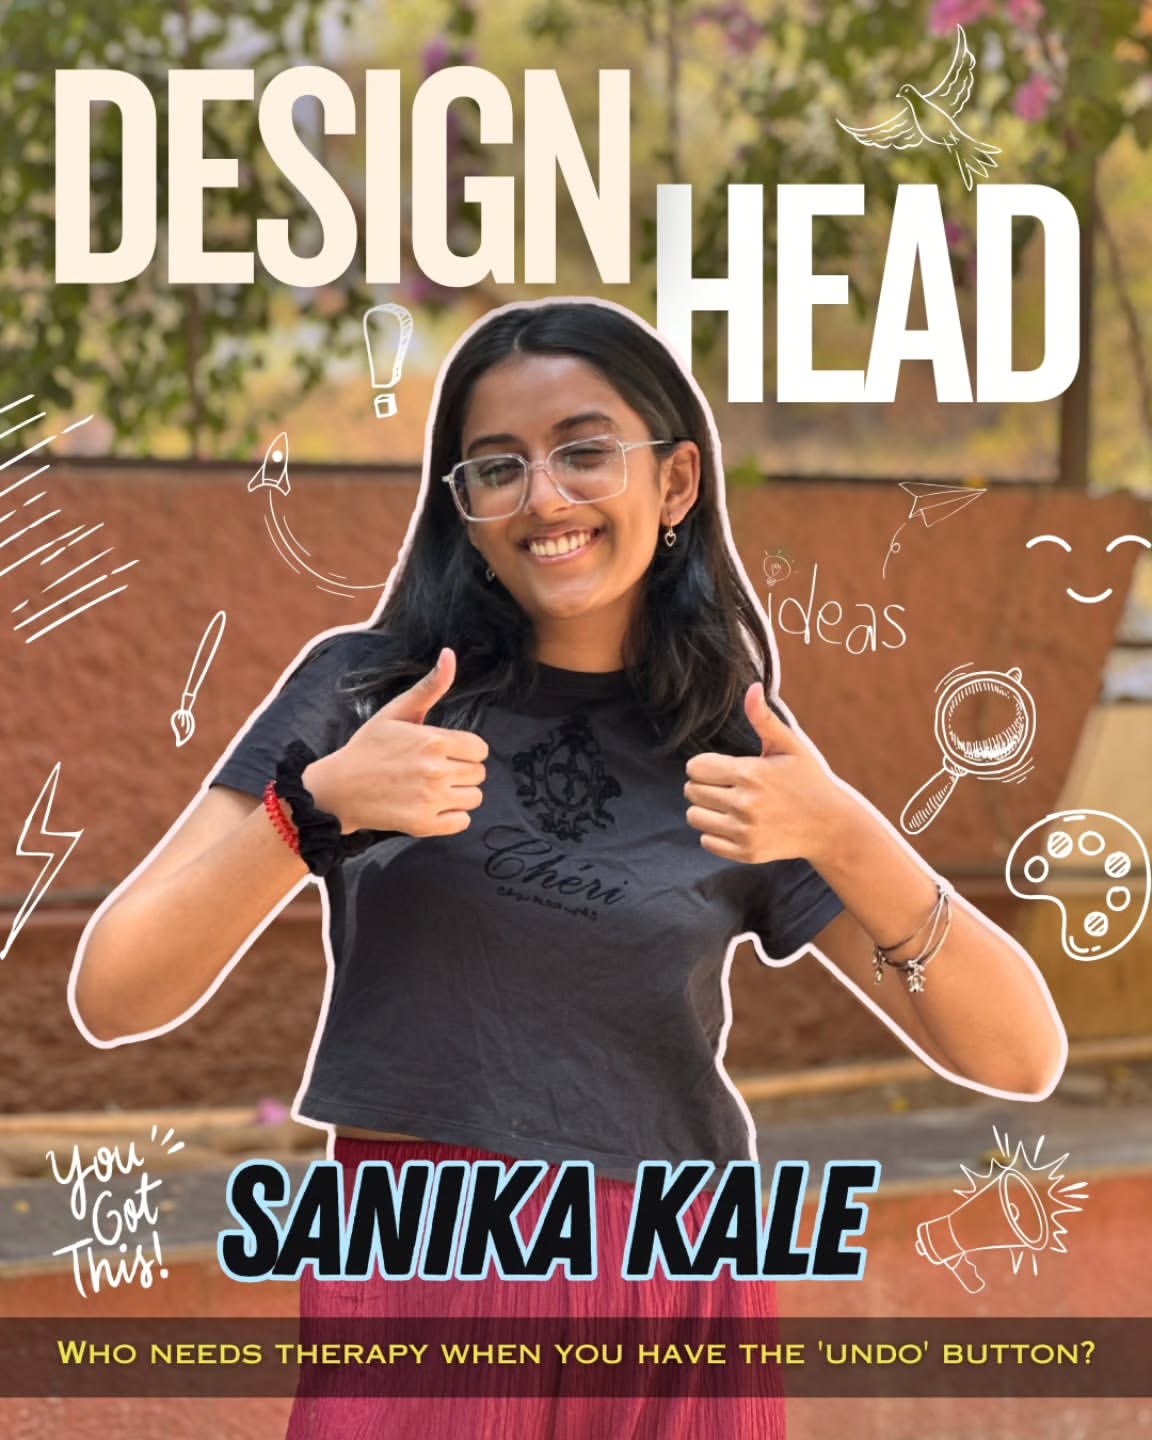 DESIGN
HEAD
ideas
Chéri
You
Got
This!
SANIKA KALE
WHO NEEDS THERAPY WHEN YOU HAVE THE 'UNDO' BUTTON?